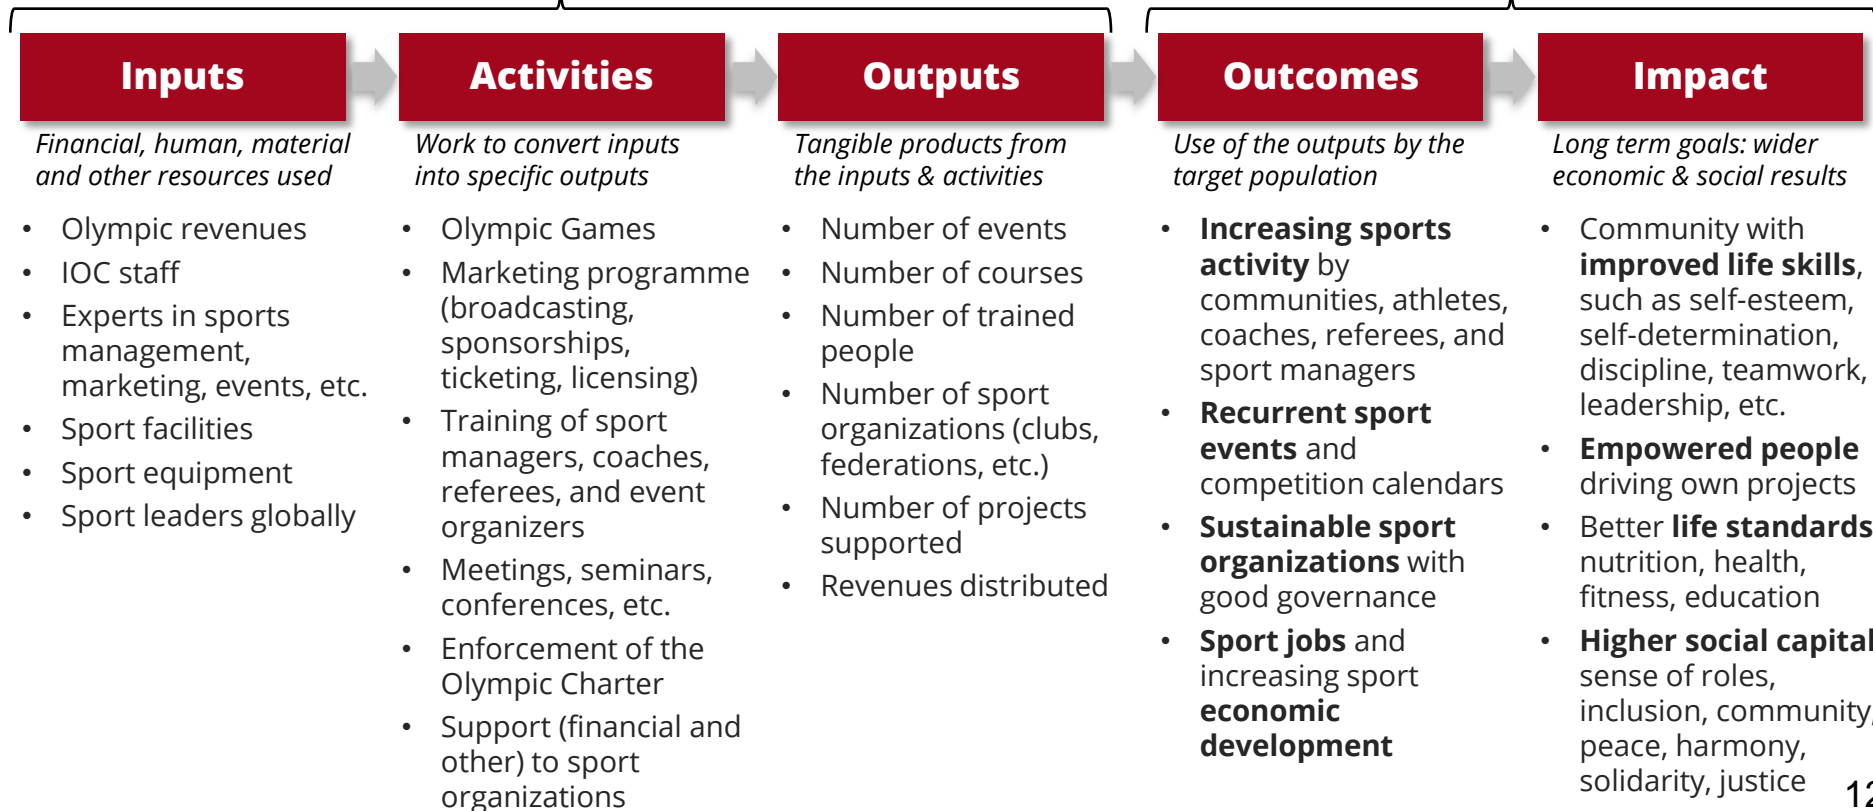 Inputs
Financial, human, material
and other resources used
• Olympic revenues
• IOC staff
• Experts in sports
management,
marketing, events, etc.
• Sport facilities
• Sport equipment
• Sport leaders globally
Activities
Work to convert inputs
into specific outputs
• Olympic Games
• Marketing programme
(broadcasting,
sponsorships,
ticketing, licensing)
• Training of sport
managers, coaches,
referees, and event
organizers
• Meetings, seminars,
conferences, etc.
• Enforcement of the
Olympic Charter
• Support (financial and
other) to sport
organizations
Outputs
Tangible products from
the inputs & activities
• Number of events
• Number of courses
• Number of trained
people
• Number of sport
organizations (clubs,
federations, etc.)
• Number of projects
supported
• Revenues distributed
Outcomes
Use of the outputs by the
target population
• Increasing sports
activity by
communities, athletes,
coaches, referees, and
sport managers
• Recurrent sport
events and
competition calendars
• Sustainable sport
organizations with
good governance
• Sport jobs and
increasing sport
economic
development
Impact
Long term goals: wider
economic & social results
• Community with
improved life skills,
such as self-esteem,
self-determination,
discipline, teamwork,
leadership, etc.
• Empowered people
driving own projects
• Better life standards
nutrition, health,
fitness, education
• Higher social capital
sense of roles,
inclusion, community,
peace, harmony,
solidarity, justice